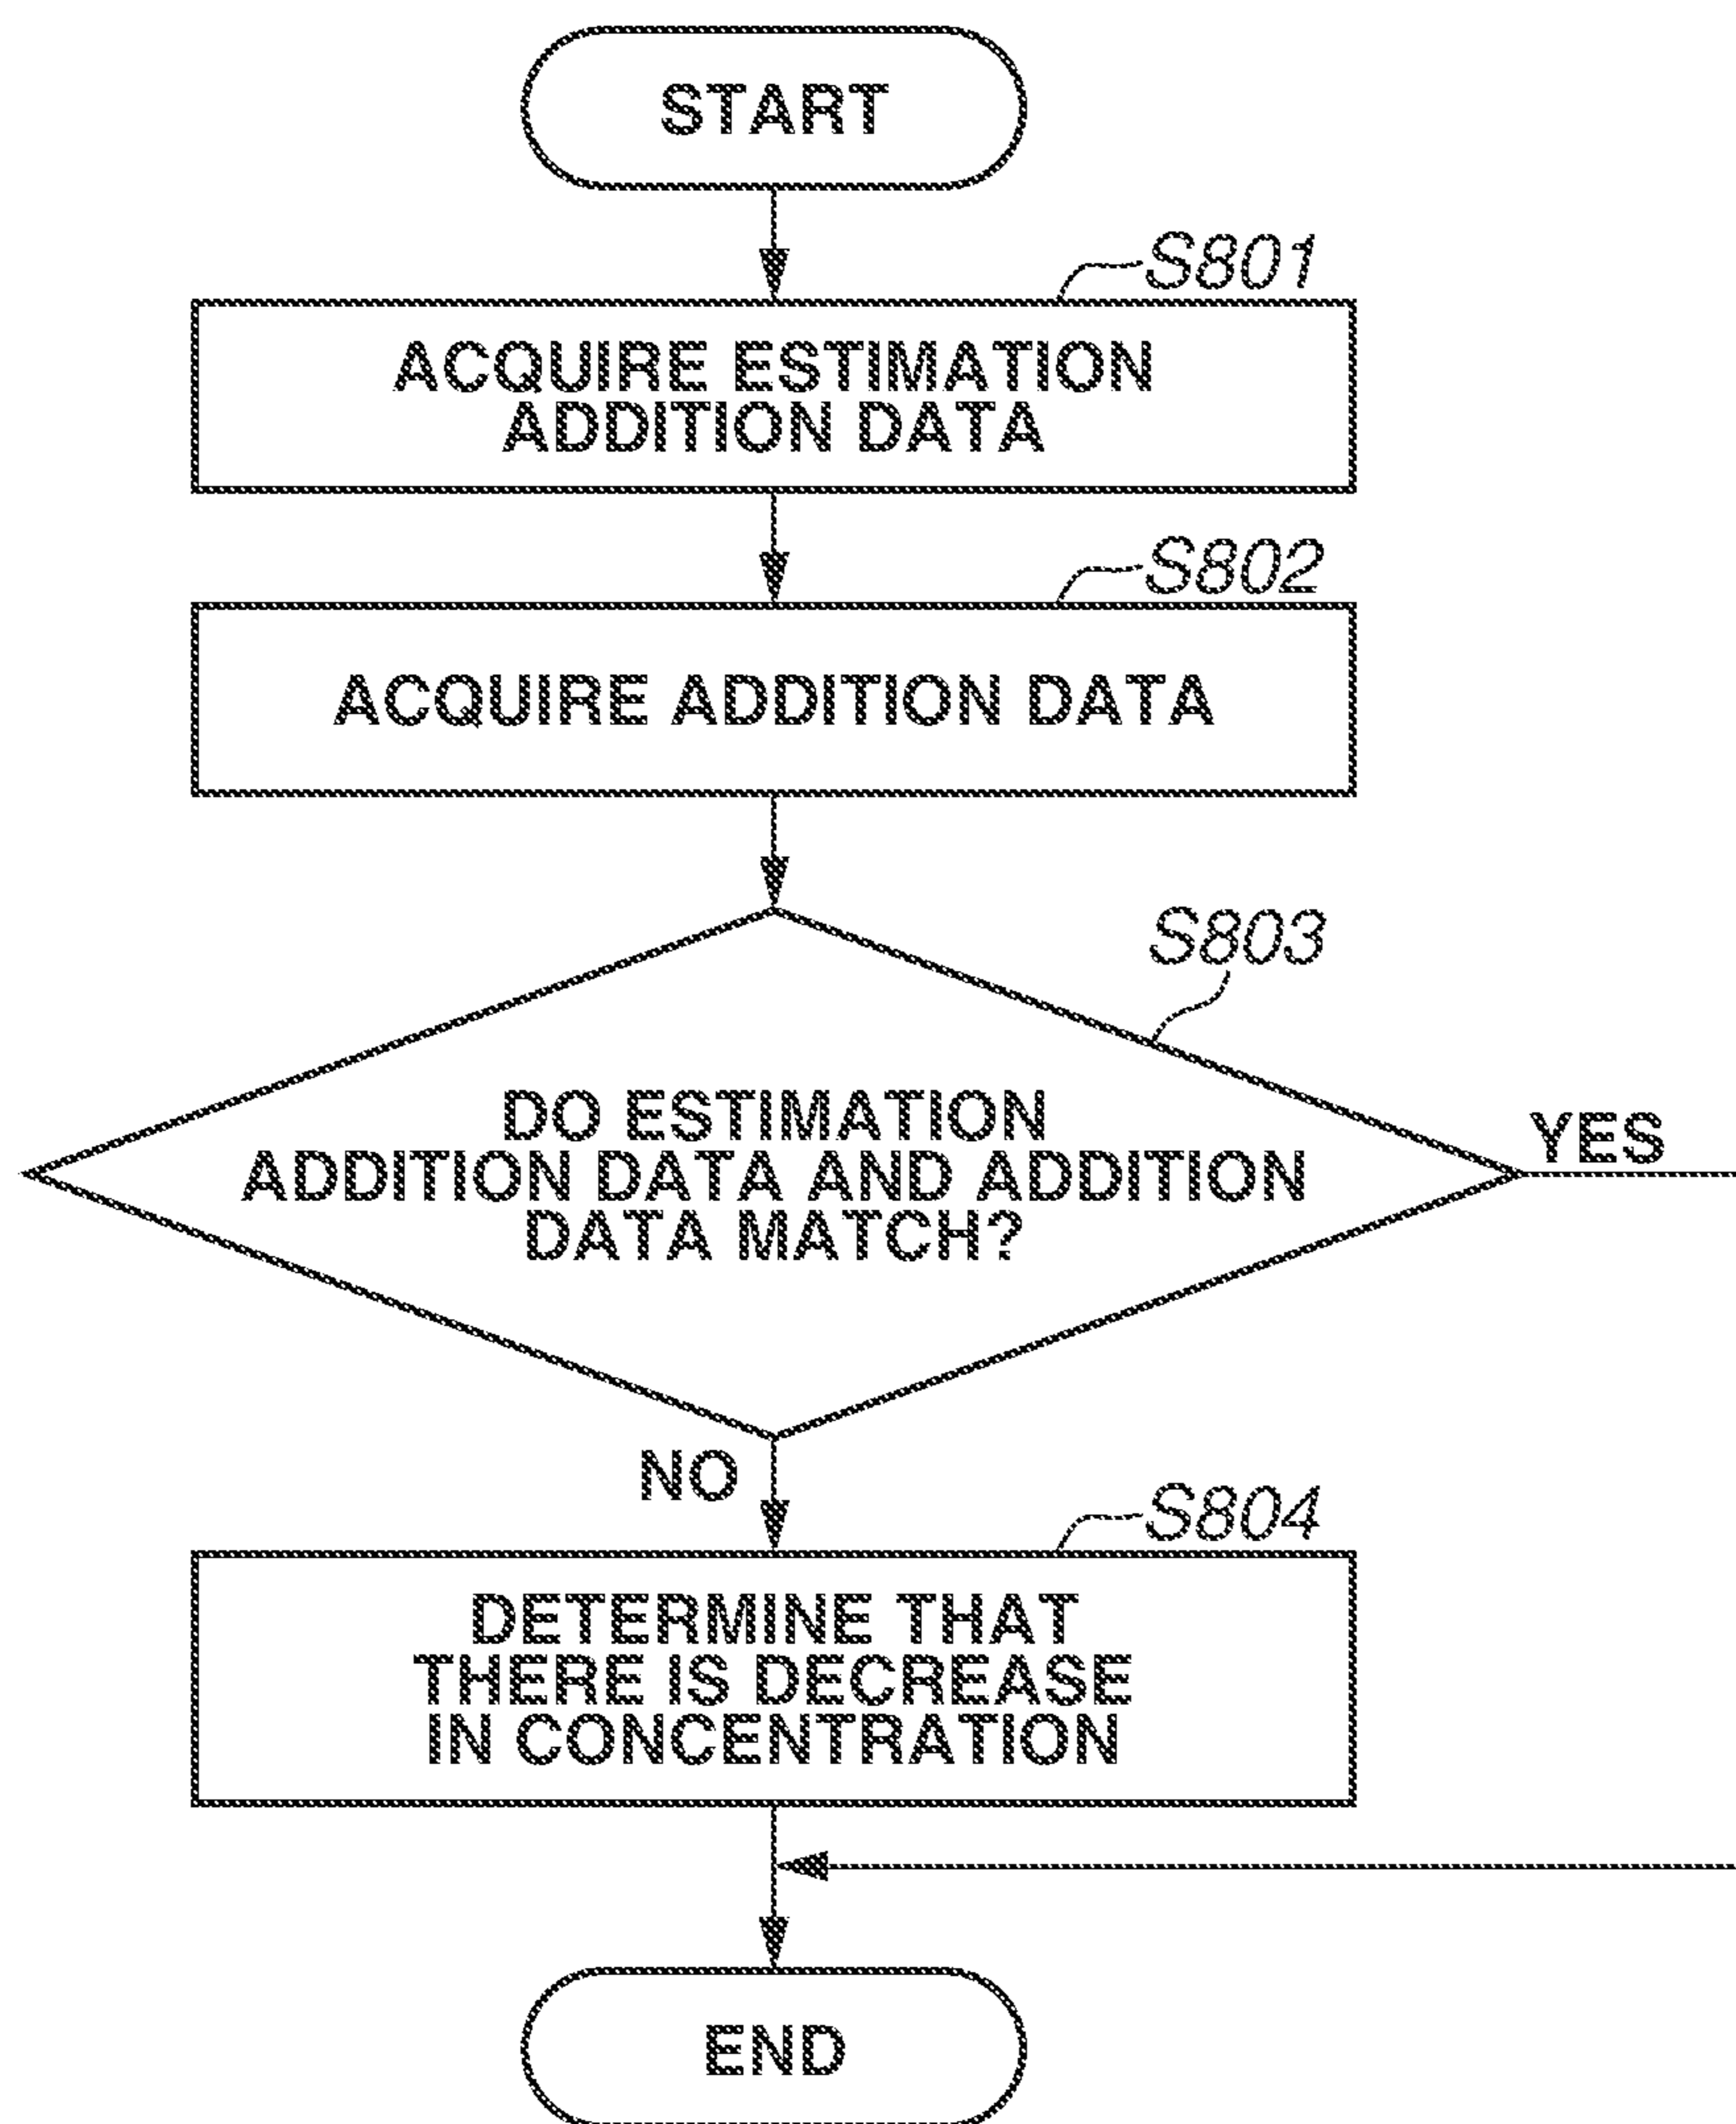 START
S801
ACQUIRE ESTIMATION
ADDITION DATA
S802
ACQUIRE ADDITION DATA
S803
DO ESTIMATION
ADDITION DATA AND ADDITION
DATA MATCH?
YES
NO
S804
DETERMINE THAT
THERE IS DECREASE
IN CONCENTRATION
END